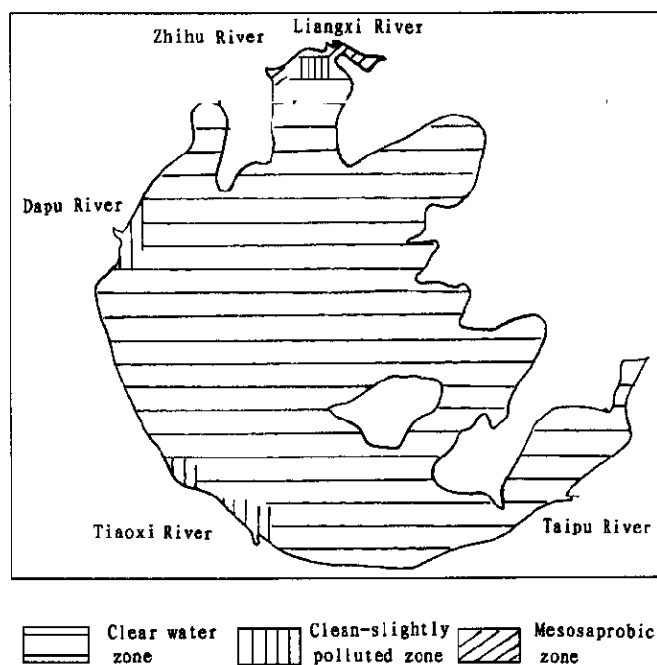 Liangxi River
Zhihu River
Dapu River
Tiaoxi River
Taipu River
Clear water
zone
Clean-slightly
polluted zone
Mesosaprobic
zone